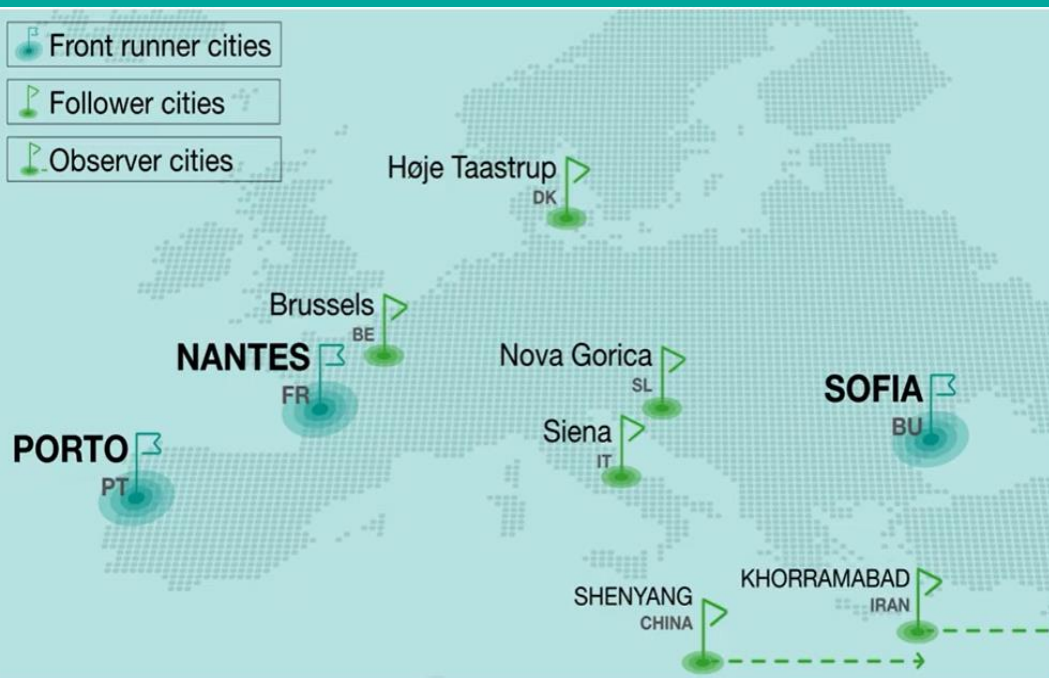 Front runner cities
Follower cities
Observer cities
Høje Taastrup
DK
Brussels
BE
NANTES
FR
Nova Gorica
SL
SOFIA
BU
Siena
IT
PORTO
PT
KHORRAMABAD
IRAN
SHENYANG
CHINA